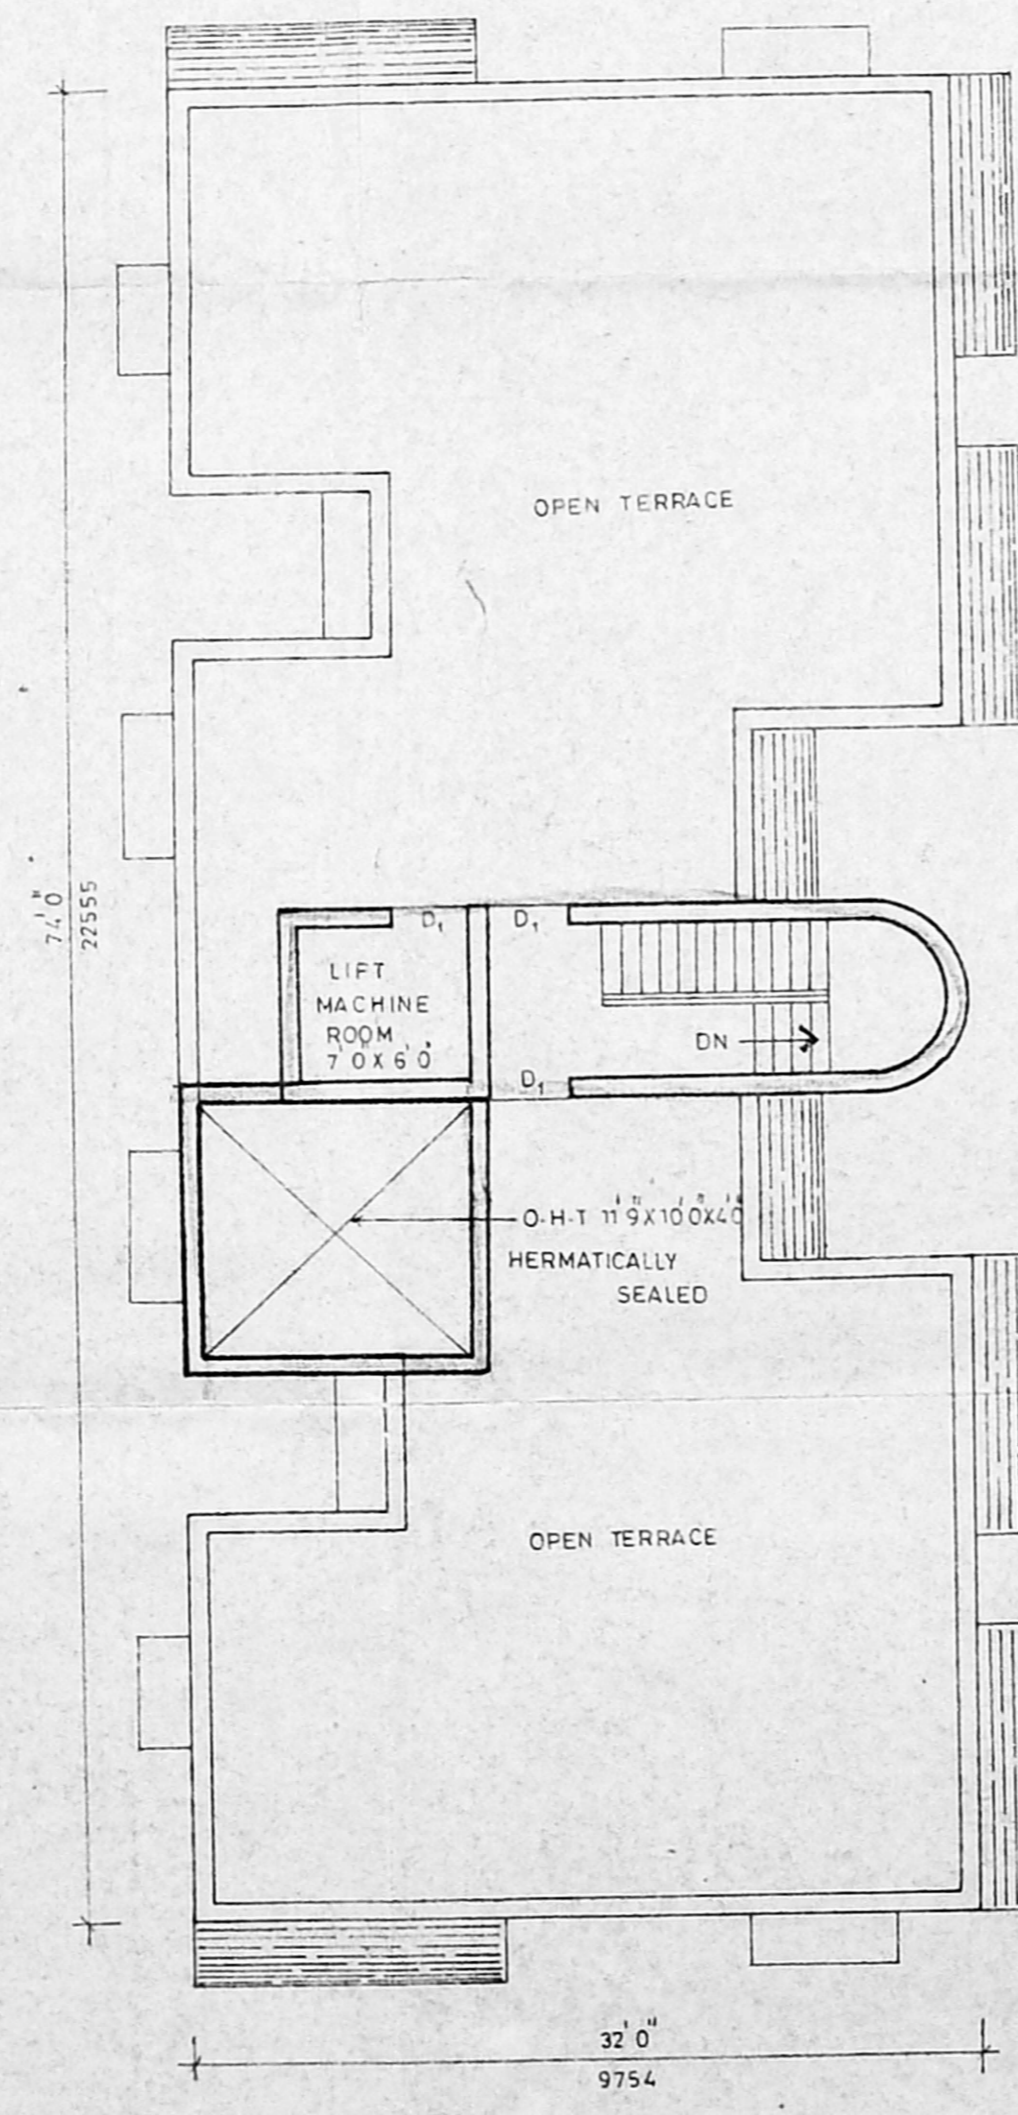 OPEN TERRACE
74'0"
22555
D1
D1
LIFT
MACHINE
ROOM
7'0"X6'0"
DN
D1
O-H-T 11'9"X10'0"X4'0"
HERMATICALLY
SEALED
OPEN TERRACE
32'0"
9754